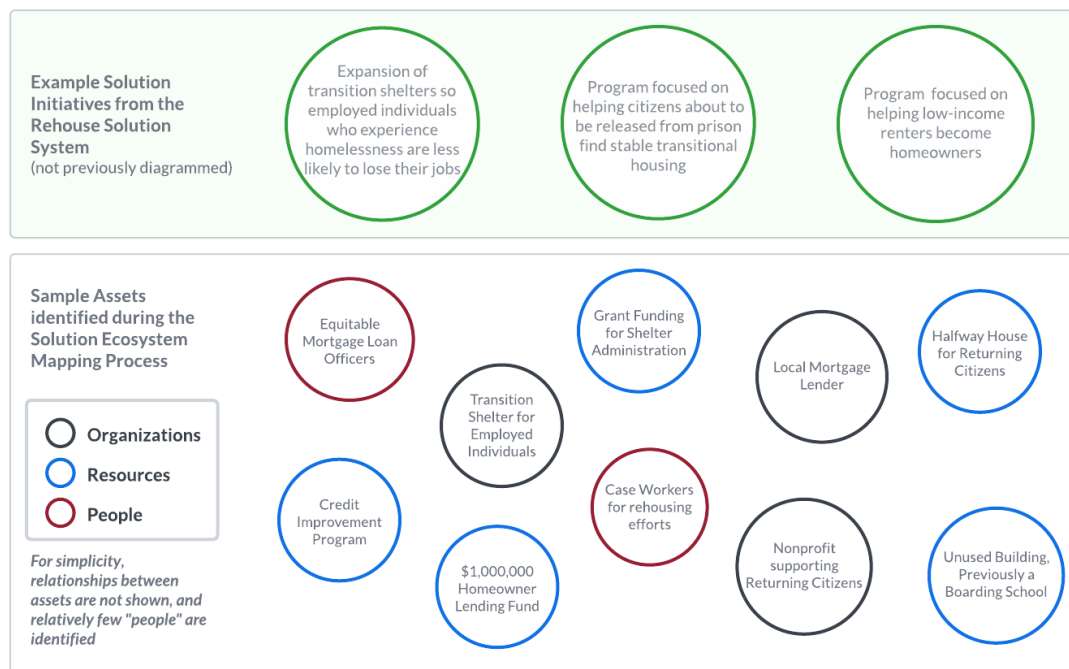 Example Solution
Initiatives from the
Rehouse Solution
System
(not previously diagrammed)
Expansion of
transition shelters so
employed individuals
who experience
homelessness are less
likely to lose their jobs
Program focused on
helping citizens about to
be released from prison
find stable transitional
housing
Program focused on
helping low-income
renters become
homeowners
Sample Assets
identified during the
Solution Ecosystem
Mapping Process
Organizations
Resources
People
For simplicity,
relationships between
assets are not shown, and
relatively few "people" are
identified
Equitable
Mortgage Loan
Officers
Transition
Shelter for
Employed
Individuals
Grant Funding
for Shelter
Administration
Local Mortgage
Lender
Halfway House
for Returning
Citizens
Credit
Improvement
Program
$1,000,000
Homeowner
Lending Fund
Case Workers
for rehousing
efforts
Nonprofit
supporting
Returning Citizens
Unused Building,
Previously a
Boarding School